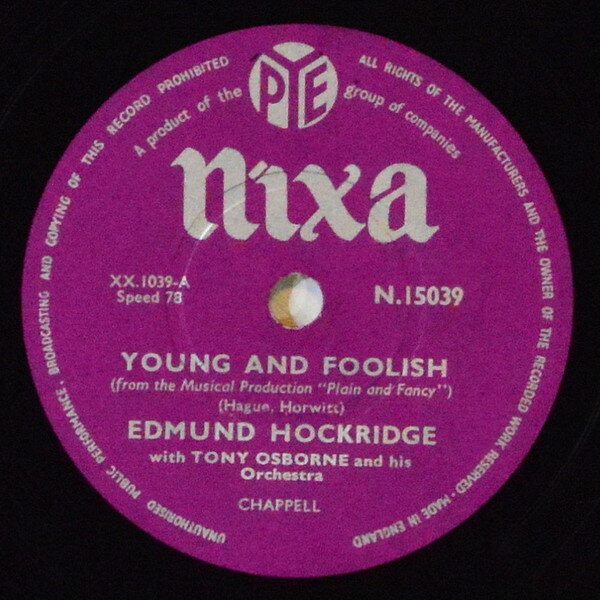 PYE
A product of the group of companies
UNAUTHORISED PUBLIC PERFORMANCE, BROADCASTING AND COPYING OF THIS RECORD PROHIBITED
ALL RIGHTS OF THE MANUFACTURERS AND THE OWNER OF THE RECORDED WORK RESERVED · MADE IN ENGLAND
Nixa
XX.1039-A
Speed 78
N.15039
YOUNG AND FOOLISH
(from the Musical Production "Plain and Fancy")
(Hague, Horwitt)
EDMUND HOCKRIDGE
with TONY OSBORNE and his
Orchestra
CHAPPELL